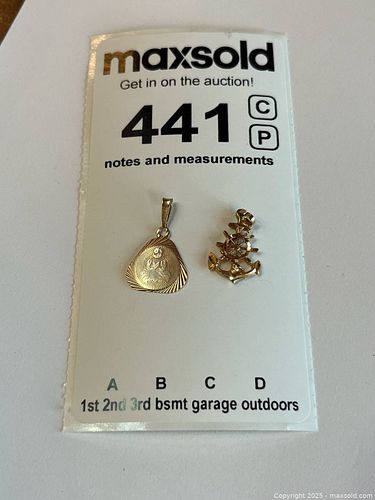 maxsold
Get in on the auction!
441 C
P
notes and measurements
A B C D
1st 2nd 3rd bsmt garage outdoors
Copyright 2025 - maxsold.com